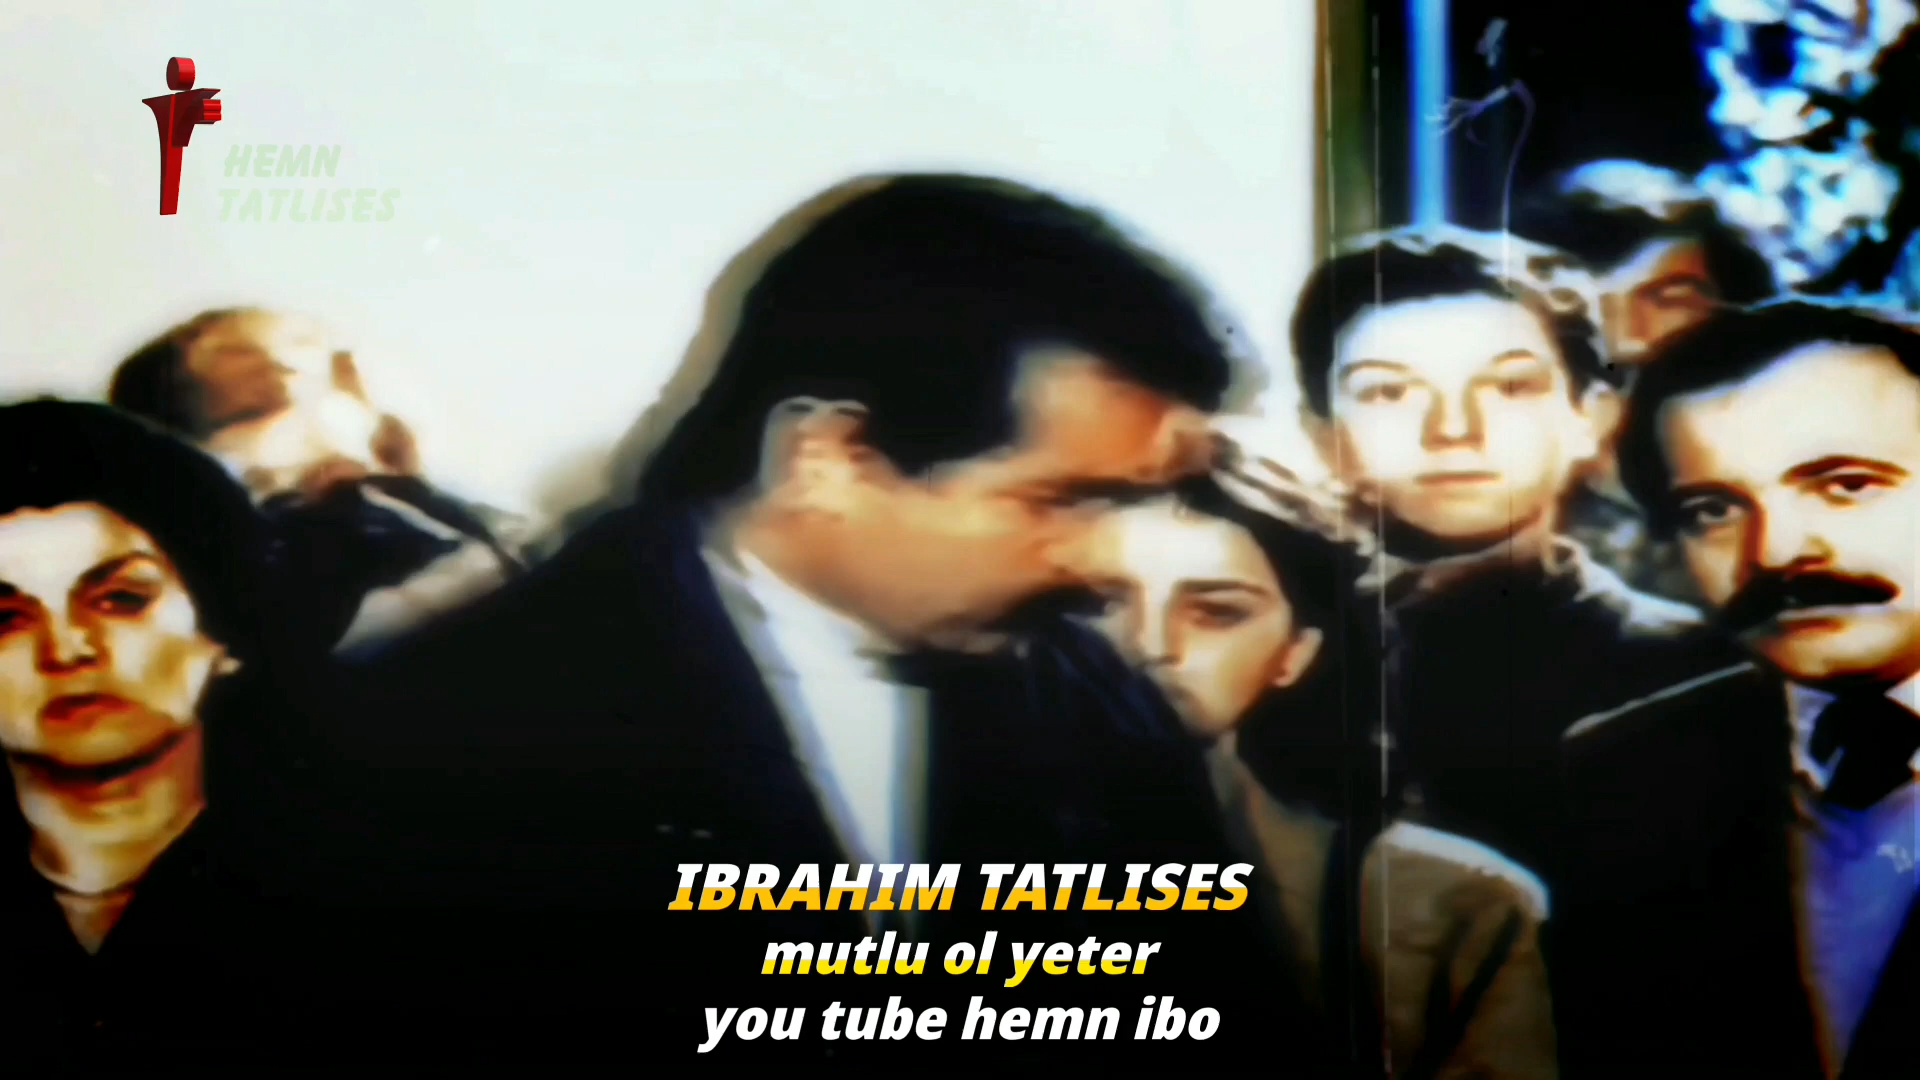 HEMN
TATLISES
IBRAHIM TATLISES
mutlu ol yeter
you tube hemn ibo